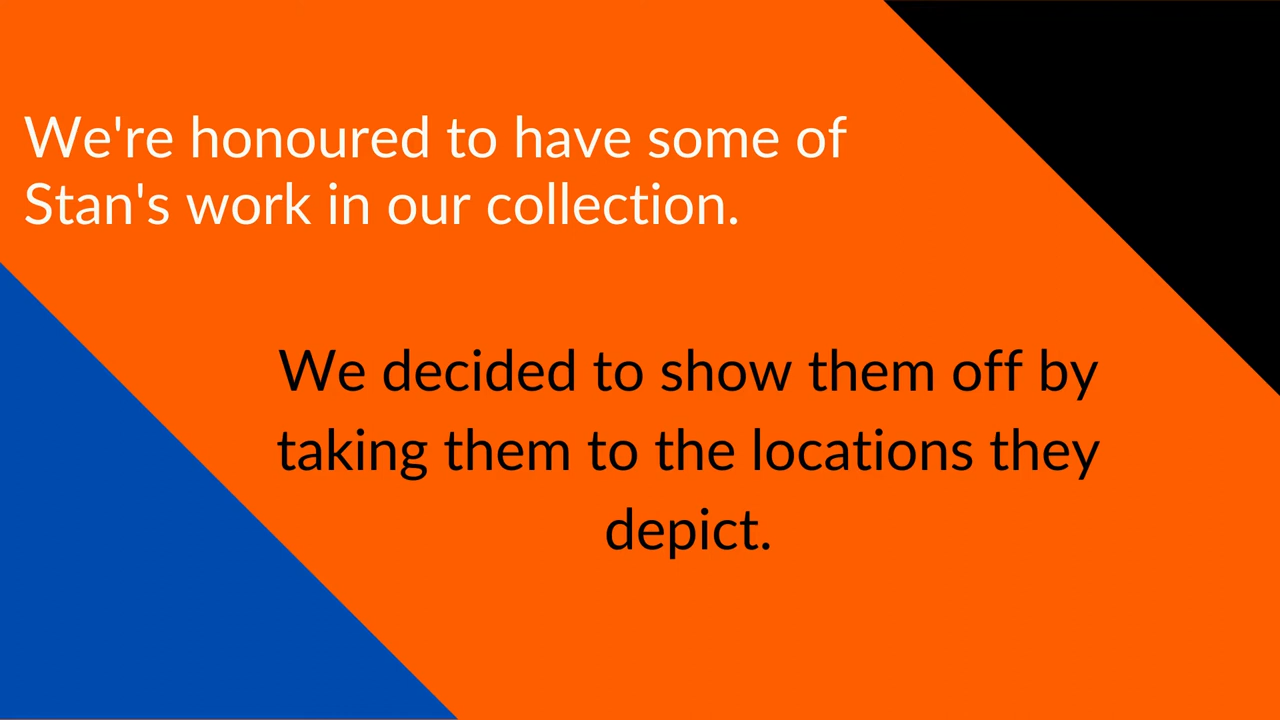 We're honoured to have some of
Stan's work in our collection.
We decided to show them off by
taking them to the locations they
depict.